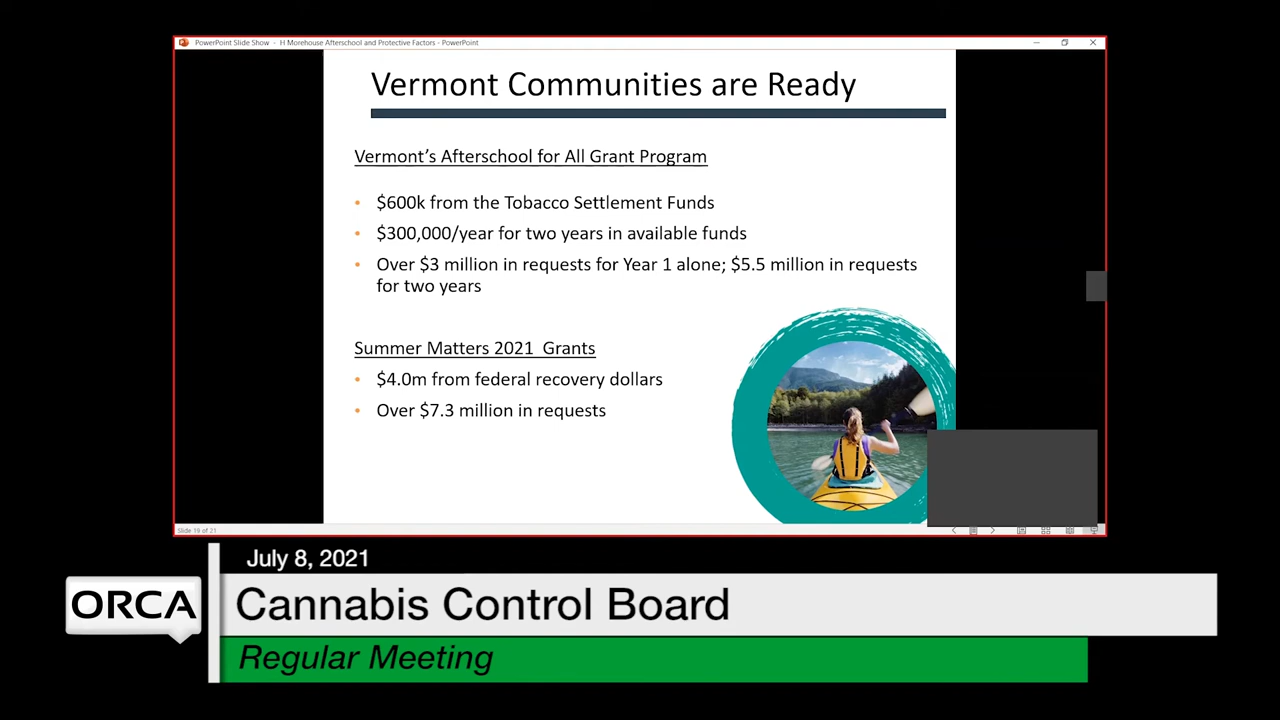 PowerPoint Slide Show - H Morehouse Afterschool and Protective Factors - PowerPoint
Vermont Communities are Ready
Vermont's Afterschool for All Grant Program
• $600k from the Tobacco Settlement Funds
• $300,000/year for two years in available funds
• Over $3 million in requests for Year 1 alone; $5.5 million in requests
for two years
Summer Matters 2021 Grants
• $4.0m from federal recovery dollars
• Over $7.3 million in requests
Slide 19 of 21
July 8, 2021
ORCA
Cannabis Control Board
Regular Meeting